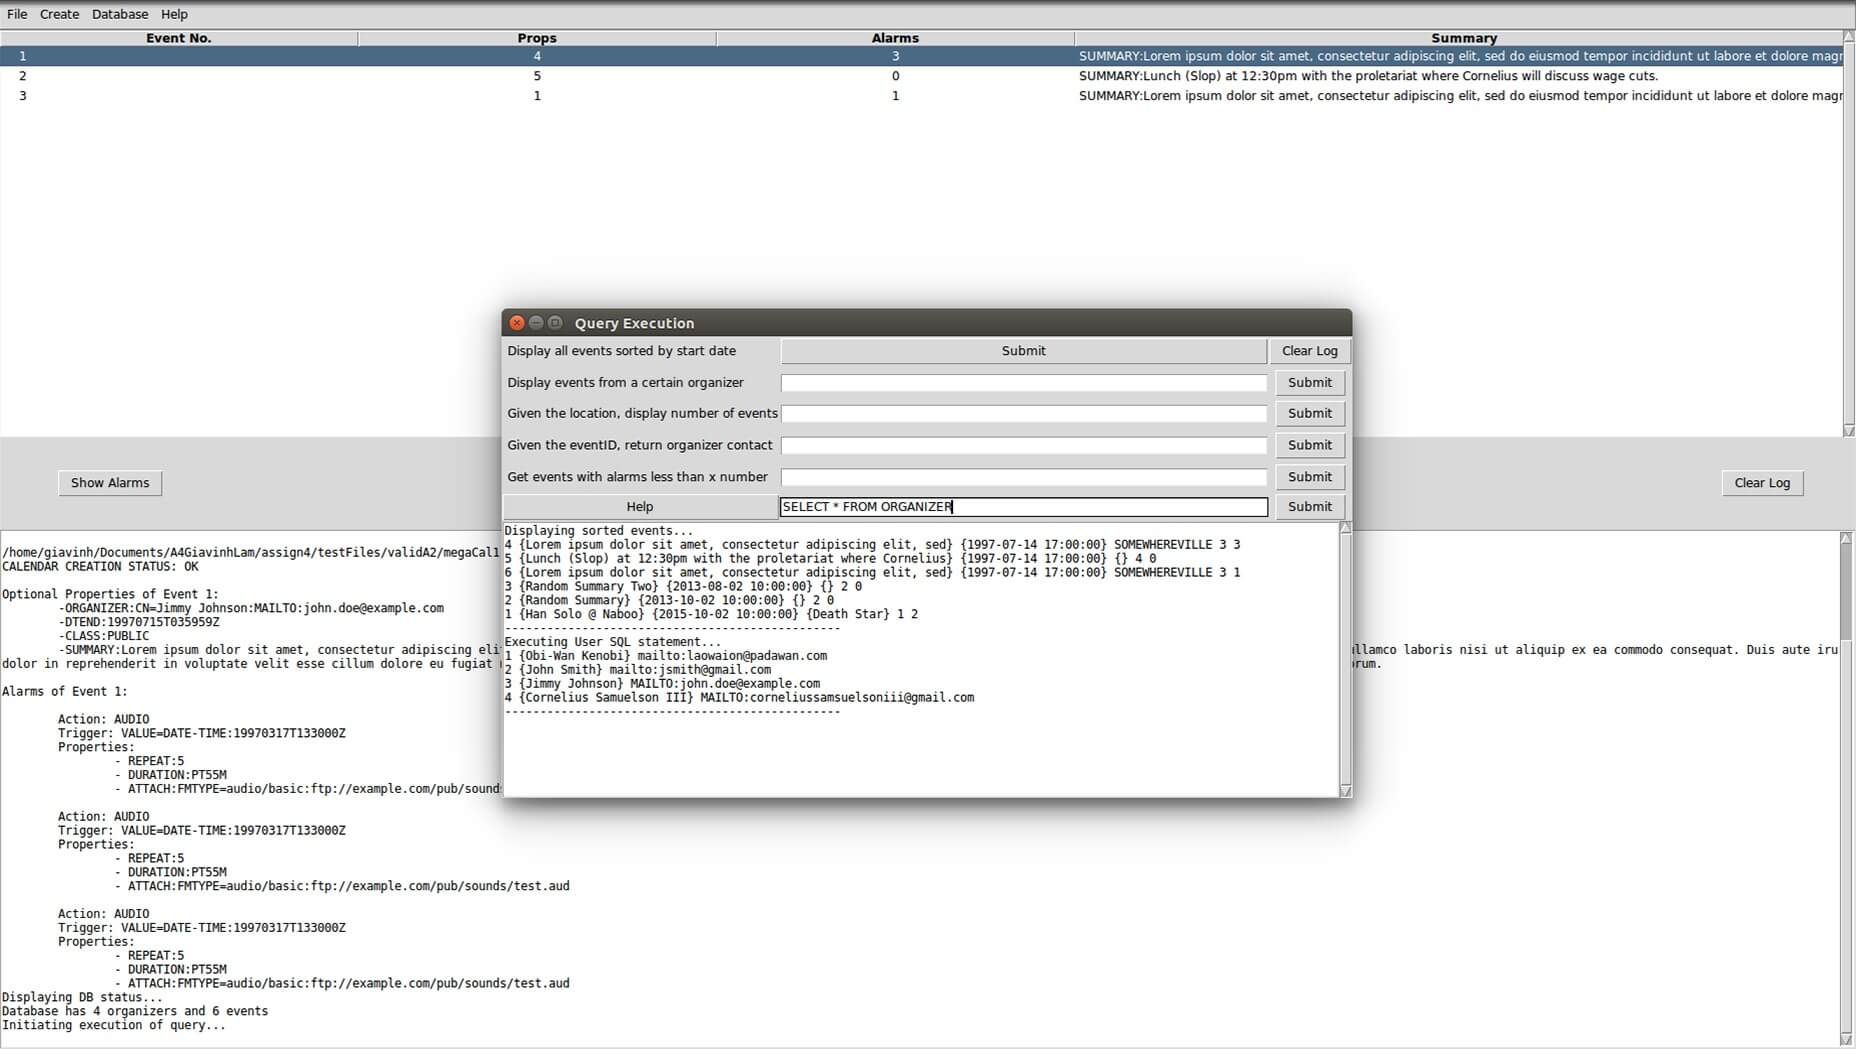 File Create Database Help
Event No. Props Alarms Summary
1 4 3 SUMMARY:Lorem ipsum dolor sit amet, consectetur adipiscing elit, sed do eiusmod tempor incididunt ut labore et dolore magr
2 5 0 SUMMARY:Lunch (Slop) at 12:30pm with the proletariat where Cornelius will discuss wage cuts.
3 1 1 SUMMARY:Lorem ipsum dolor sit amet, consectetur adipiscing elit, sed do eiusmod tempor incididunt ut labore et dolore magr
Query Execution
Display all events sorted by start date Submit Clear Log
Display events from a certain organizer Submit
Given the location, display number of events Submit
Given the eventID, return organizer contact Submit
Get events with alarms less than x number Submit
Help SELECT * FROM ORGANIZER Submit
Displaying sorted events...
4 {Lorem ipsum dolor sit amet, consectetur adipiscing elit, sed} {1997-07-14 17:00:00} SOMEWHEREVILLE 3 3
5 {Lunch (Slop) at 12:30pm with the proletariat where Cornelius} {1997-07-14 17:00:00} {} 4 0
6 {Lorem ipsum dolor sit amet, consectetur adipiscing elit, sed} {1997-07-14 17:00:00} SOMEWHEREVILLE 3 1
3 {Random Summary Two} {2013-08-02 10:00:00} {} 2 0
2 {Random Summary} {2013-10-02 10:00:00} {} 2 0
1 {Han Solo @ Naboo} {2015-10-02 10:00:00} {Death Star} 1 2
------------------------------------------------
Executing User SQL statement...
1 {Obi-Wan Kenobi} mailto:laowaion@padawan.com
2 {John Smith} mailto:jsmith@gmail.com
3 {Jimmy Johnson} MAILTO:john.doe@example.com
4 {Cornelius Samuelson III} MAILTO:corneliussamsuelsoniii@gmail.com
------------------------------------------------
Show Alarms Clear Log
/home/giavinh/Documents/A4GiavinhLam/assign4/testFiles/validA2/megaCal1
CALENDAR CREATION STATUS: OK
Optional Properties of Event 1:
-ORGANIZER:CN=Jimmy Johnson:MAILTO:john.doe@example.com
-DTEND:19970715T035959Z
-CLASS:PUBLIC
-SUMMARY:Lorem ipsum dolor sit amet, consectetur adipiscing eli llamco laboris nisi ut aliquip ex ea commodo consequat. Duis aute iru
dolor in reprehenderit in voluptate velit esse cillum dolore eu fugiat rum.
Alarms of Event 1:
Action: AUDIO
Trigger: VALUE=DATE-TIME:19970317T133000Z
Properties:
- REPEAT:5
- DURATION:PT55M
- ATTACH:FMTYPE=audio/basic:ftp://example.com/pub/sounds
Action: AUDIO
Trigger: VALUE=DATE-TIME:19970317T133000Z
Properties:
- REPEAT:5
- DURATION:PT55M
- ATTACH:FMTYPE=audio/basic:ftp://example.com/pub/sounds/test.aud
Action: AUDIO
Trigger: VALUE=DATE-TIME:19970317T133000Z
Properties:
- REPEAT:5
- DURATION:PT55M
- ATTACH:FMTYPE=audio/basic:ftp://example.com/pub/sounds/test.aud
Displaying DB status...
Database has 4 organizers and 6 events
Initiating execution of query...